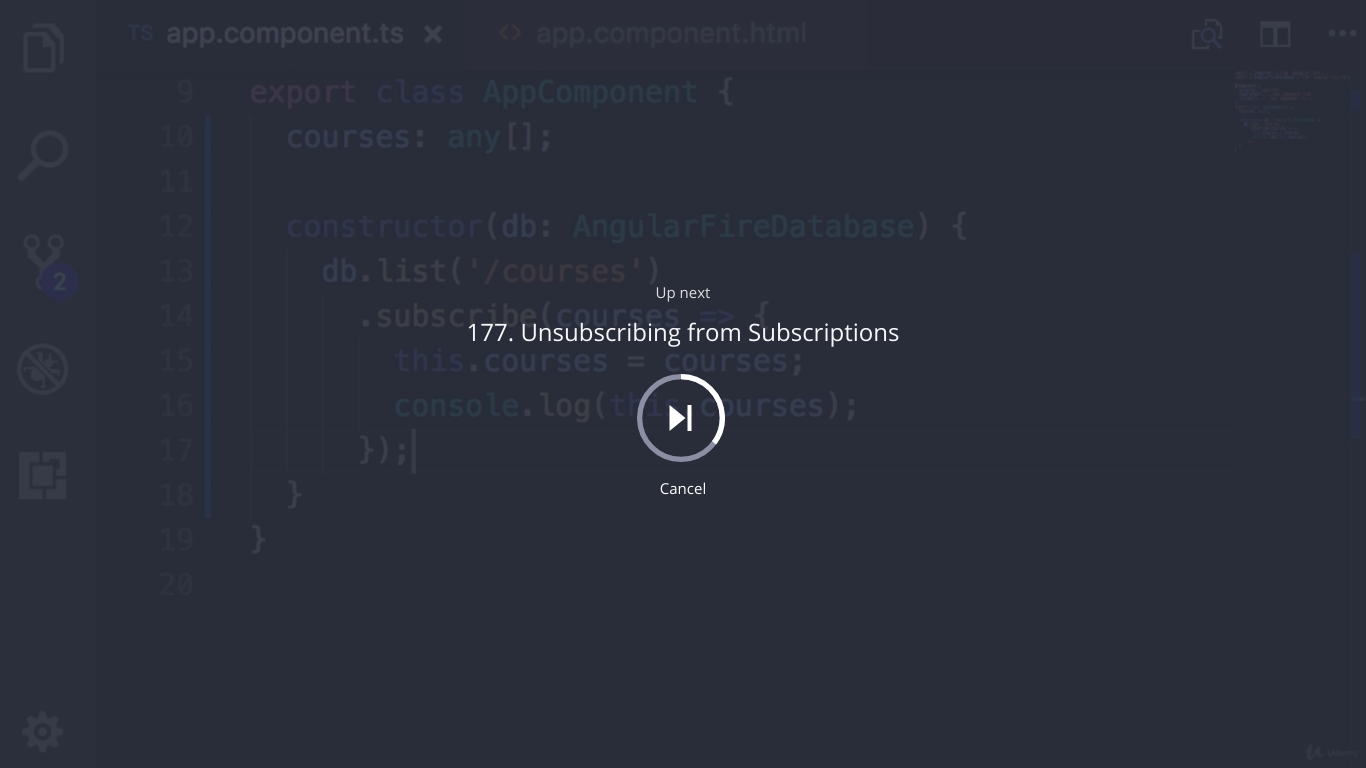 TS app.component.ts × <> app.component.html
9 export class AppComponent {
10 courses: any[];
11
12 constructor(db: AngularFireDatabase) {
13 db.list('/courses')
Up next
14 .subscribe(courses => {
177. Unsubscribing from Subscriptions
15 this.courses = courses;
16 console.log(this.courses);
17 });
Cancel
18 }
19 }
20
2
Udemy